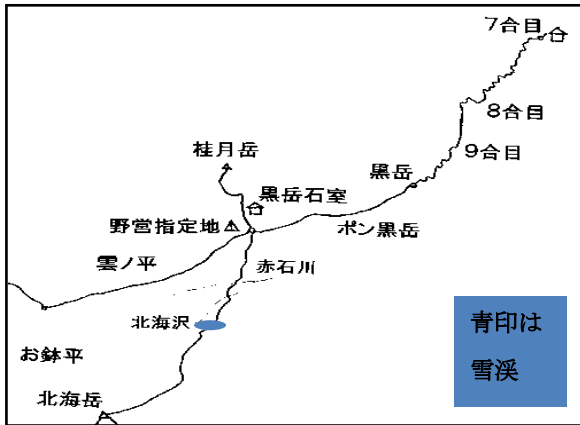 7合目
8合目
9合目
桂月岳
黒岳
黒岳石室
野営指定地
ポン黒岳
雲ノ平
赤石川
北海沢
青印は
雪渓
お鉢平
北海岳